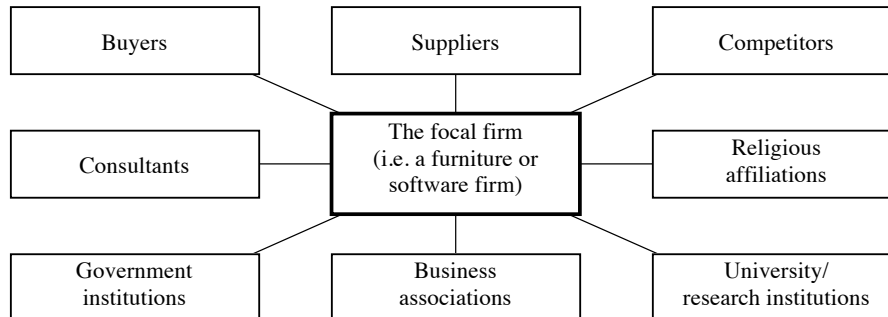 Buyers
Suppliers
Competitors
The focal firm
(i.e. a furniture or
software firm)
Consultants
Religious
affiliations
Government
institutions
Business
associations
University/
research institutions